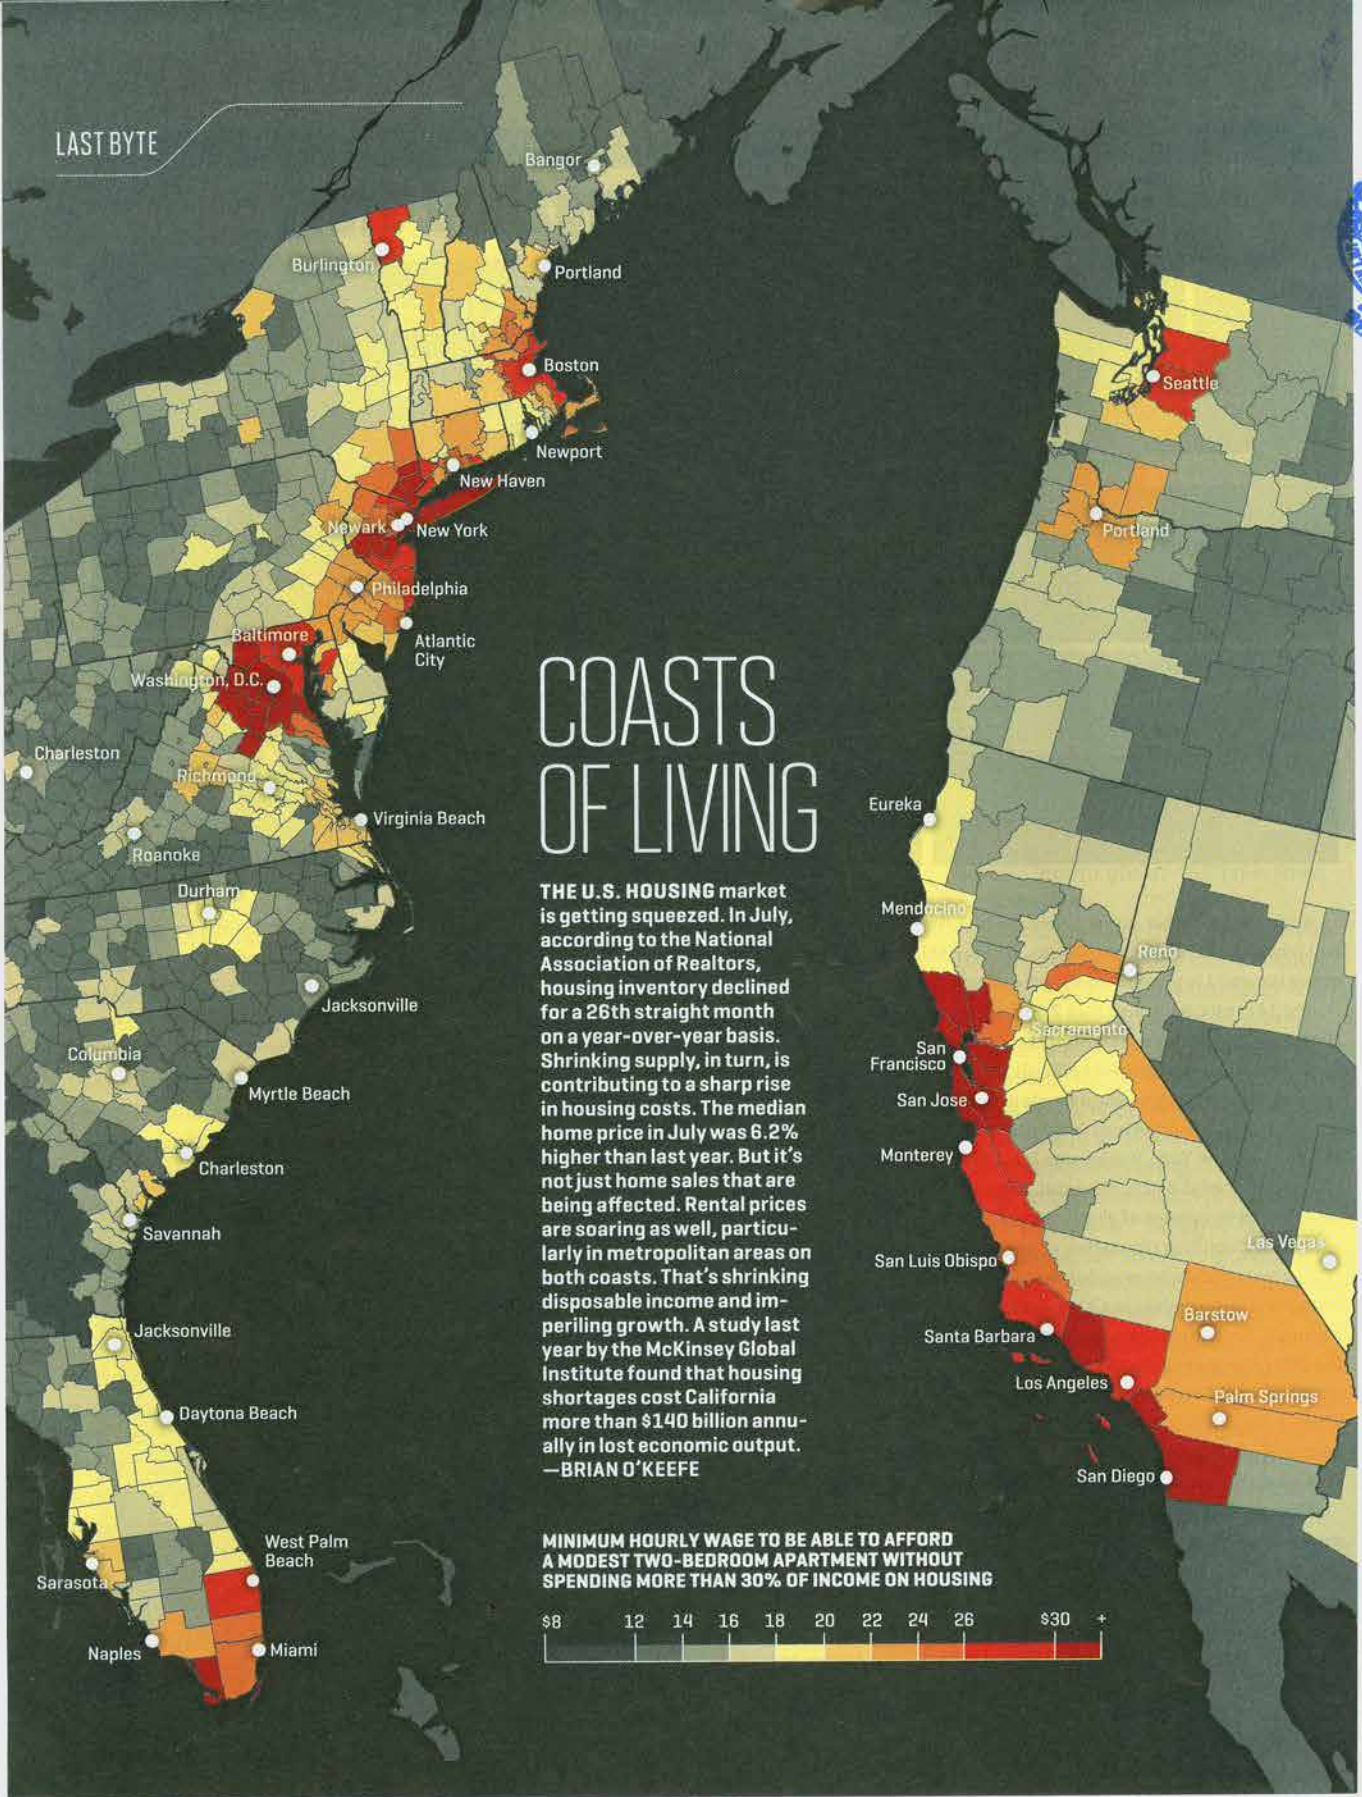 LAST BYTE
Bangor
Burlington
Portland
Boston
Newport
New Haven
Newark
New York
Philadelphia
Baltimore
Atlantic
City
Washington, D.C.
Charleston
Richmond
Virginia Beach
Roanoke
Durham
Jacksonville
Columbia
Myrtle Beach
Charleston
Savannah
Jacksonville
Daytona Beach
West Palm
Beach
Sarasota
Naples
Miami
COASTS
OF LIVING
THE U.S. HOUSING market
is getting squeezed. In July,
according to the National
Association of Realtors,
housing inventory declined
for a 26th straight month
on a year-over-year basis.
Shrinking supply, in turn, is
contributing to a sharp rise
in housing costs. The median
home price in July was 6.2%
higher than last year. But it's
not just home sales that are
being affected. Rental prices
are soaring as well, particu-
larly in metropolitan areas on
both coasts. That's shrinking
disposable income and im-
periling growth. A study last
year by the McKinsey Global
Institute found that housing
shortages cost California
more than $140 billion annu-
ally in lost economic output.
—BRIAN O'KEEFE
MINIMUM HOURLY WAGE TO BE ABLE TO AFFORD
A MODEST TWO-BEDROOM APARTMENT WITHOUT
SPENDING MORE THAN 30% OF INCOME ON HOUSING
$8 12 14 16 18 20 22 24 26 $30 +
Seattle
Portland
Eureka
Mendocino
Reno
Sacramento
San
Francisco
San Jose
Monterey
San Luis Obispo
Las Vegas
Barstow
Santa Barbara
Los Angeles
Palm Springs
San Diego